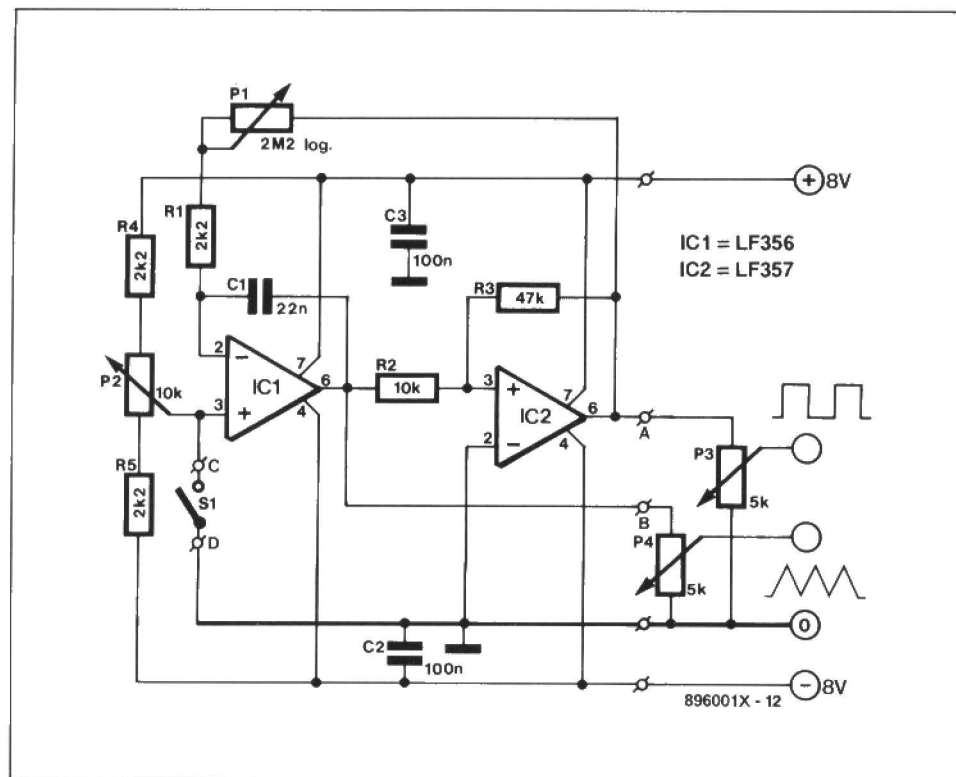 P1
2M2 log.
+ 8V
R4
2k2
R1
2k2
C3
100n
IC1 = LF356
IC2 = LF357
C1
22n
R3
47k
P2
10k
2
−
7
IC1
6
3
+
4
R2
10k
3
+
7
IC2
6
2
−
4
A
P3
5k
R5
2k2
C
S1
D
B
P4
5k
0
C2
100n
− 8V
896001X - 12